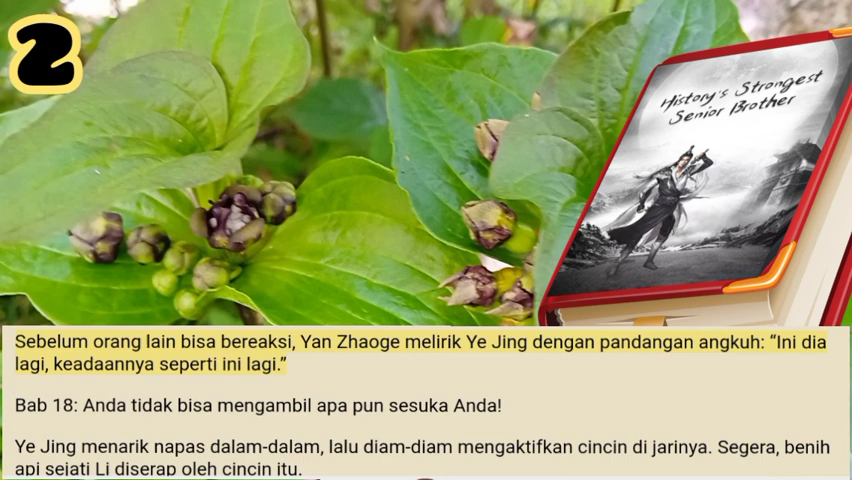 2
History's Strongest
Senior Brother
Sebelum orang lain bisa bereaksi, Yan Zhaoge melirik Ye Jing dengan pandangan angkuh: “Ini dia
lagi, keadaannya seperti ini lagi.”
Bab 18: Anda tidak bisa mengambil apa pun sesuka Anda!
Ye Jing menarik napas dalam-dalam, lalu diam-diam mengaktifkan cincin di jarinya. Segera, benih
api sejati Li diserap oleh cincin itu.